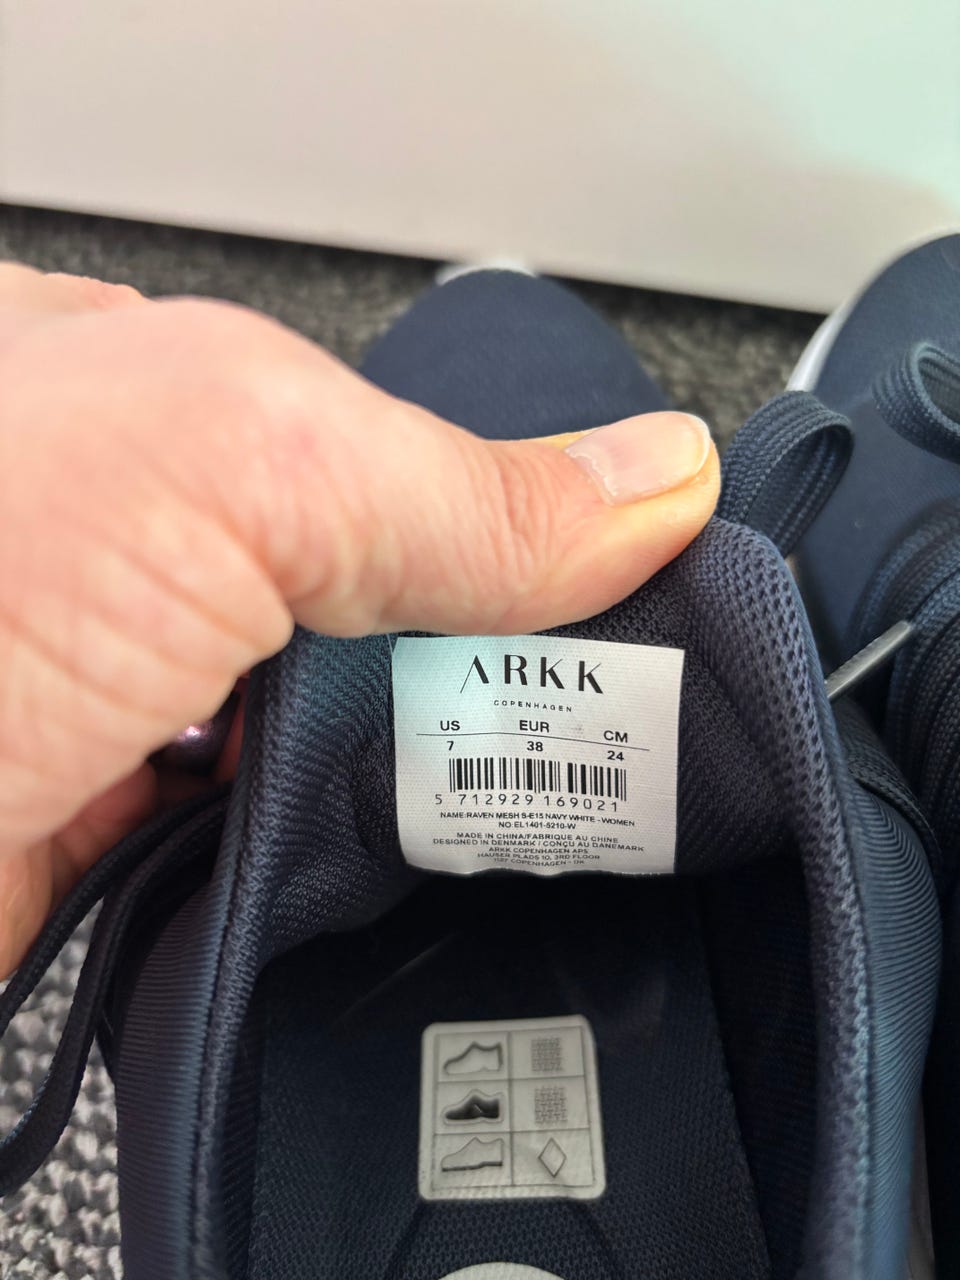 ARKK
COPENHAGEN
US EUR CM
7 38 24
5 712929 169021
NAME:RAVEN MESH S-E15 NAVY WHITE - WOMEN
NO:EL1401-5210-W
MADE IN CHINA/FABRIQUE AU CHINE
DESIGNED IN DENMARK / CONÇU AU DANEMARK
ARKK COPENHAGEN APS
HAUSER PLADS 10, 3RD FLOOR
1127 COPENHAGEN - DK